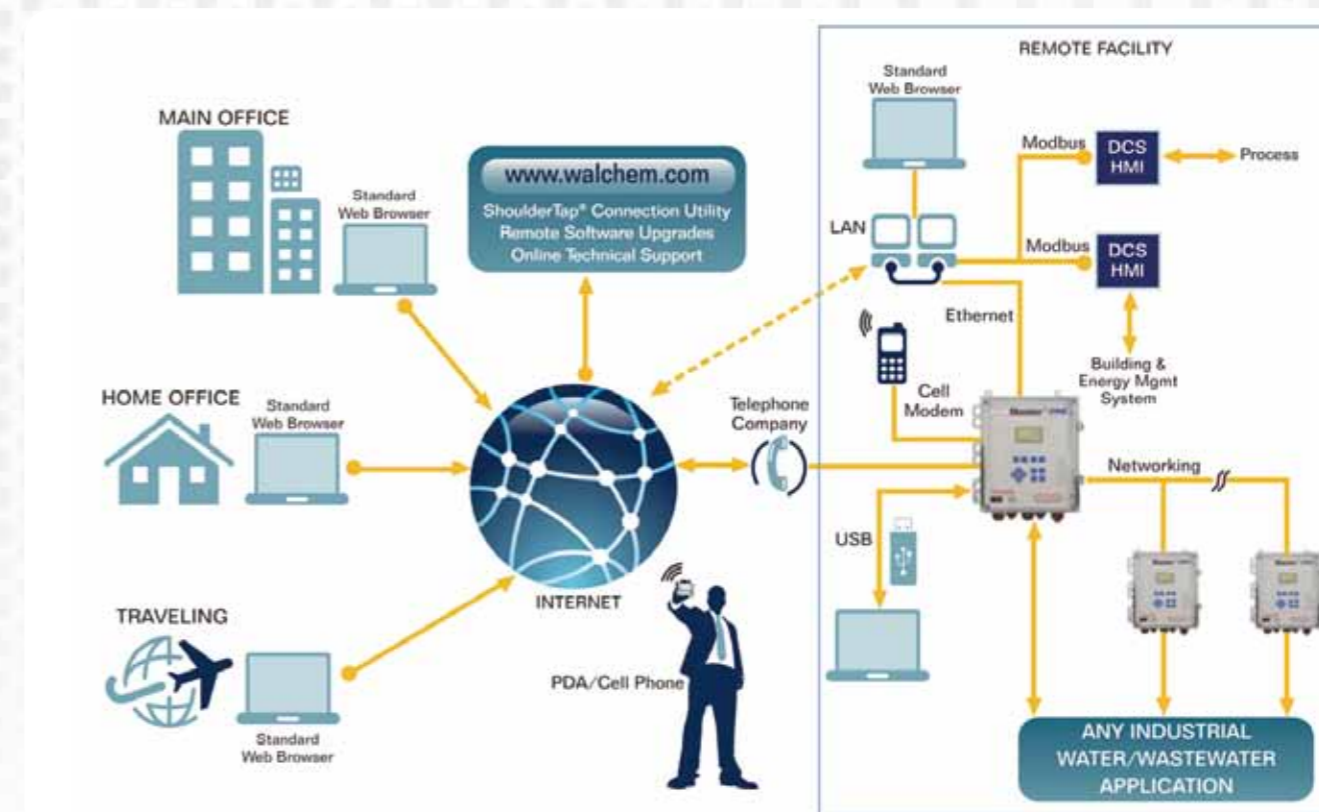 REMOTE FACILITY
Standard
Web Browser
MAIN OFFICE
Standard
Web Browser
www.walchem.com
ShoulderTap® Connection Utility
Remote Software Upgrades
Online Technical Support
Modbus
DCS
HMI
Process
LAN
Modbus
DCS
HMI
Ethernet
Building &
Energy Mgmt
System
Cell
Modem
HOME OFFICE
Standard
Web Browser
Telephone
Company
Networking
USB
INTERNET
TRAVELING
Standard
Web Browser
PDA/Cell Phone
ANY INDUSTRIAL
WATER/WASTEWATER
APPLICATION